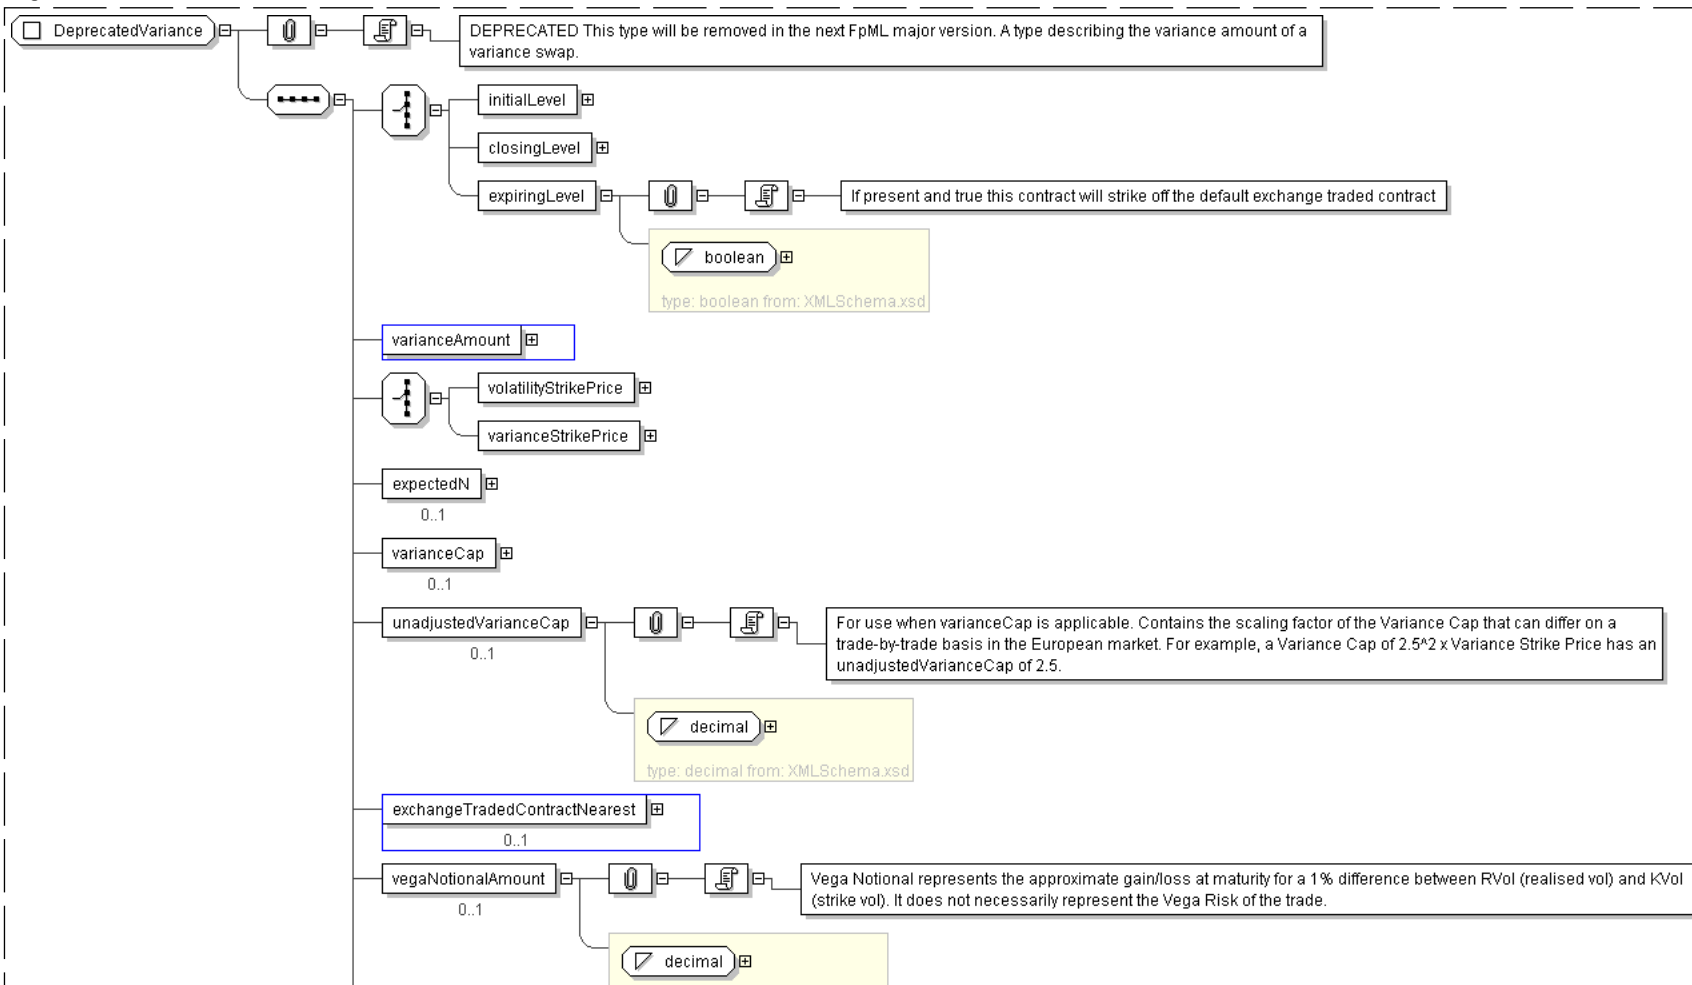 DeprecatedVariance
DEPRECATED This type will be removed in the next FpML major version. A type describing the variance amount of a
variance swap.
initialLevel
closingLevel
expiringLevel
If present and true this contract will strike off the default exchange traded contract
boolean
type: boolean from: XMLSchema.xsd
varianceAmount
volatilityStrikePrice
varianceStrikePrice
expectedN
0..1
varianceCap
0..1
unadjustedVarianceCap
0..1
For use when varianceCap is applicable. Contains the scaling factor of the Variance Cap that can differ on a
trade-by-trade basis in the European market. For example, a Variance Cap of 2.5^2 x Variance Strike Price has an
unadjustedVarianceCap of 2.5.
decimal
type: decimal from: XMLSchema.xsd
exchangeTradedContractNearest
0..1
vegaNotionalAmount
0..1
Vega Notional represents the approximate gain/loss at maturity for a 1% difference between RVol (realised vol) and KVol
(strike vol). It does not necessarily represent the Vega Risk of the trade.
decimal